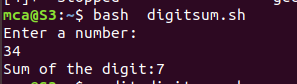 mca@S3:~$ bash  digitsum.sh
Enter a number:
34
Sum of the digit:7